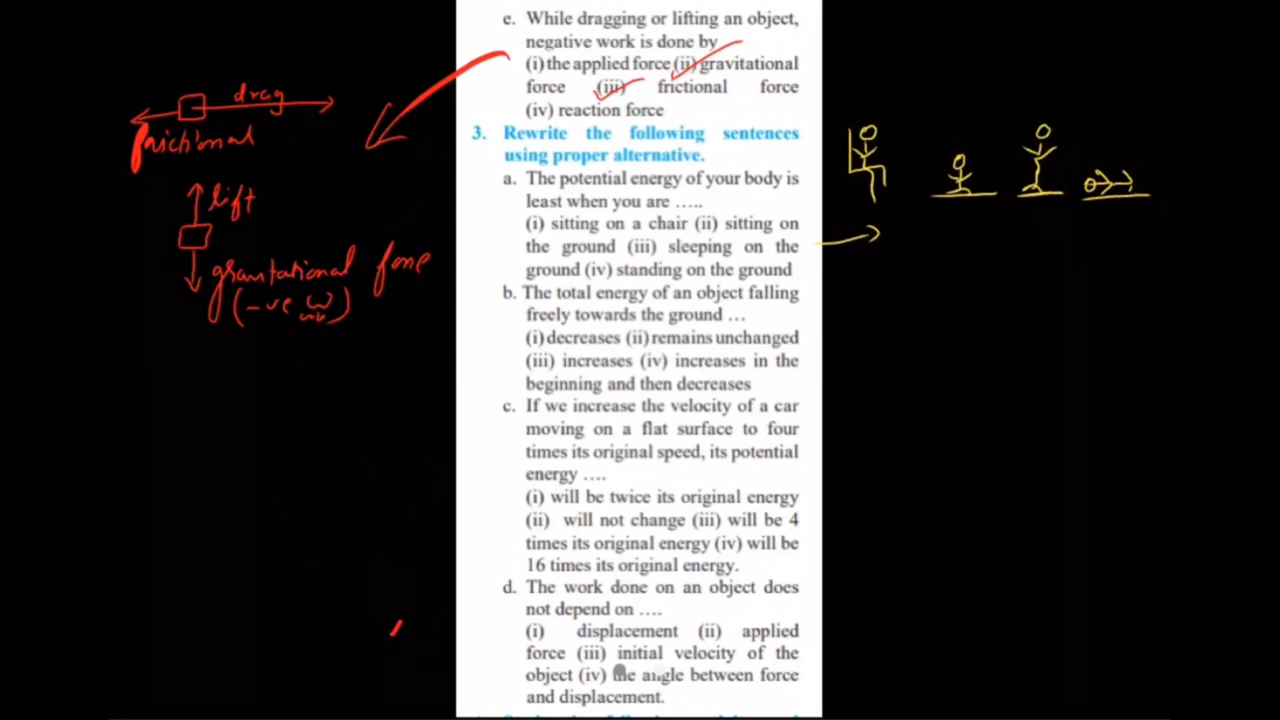 e. While dragging or lifting an object,
negative work is done by
(i) the applied force (ii) gravitational
force (iii) frictional force
(iv) reaction force
3. Rewrite the following sentences
using proper alternative.
a. The potential energy of your body is
least when you are …..
(i) sitting on a chair (ii) sitting on
the ground (iii) sleeping on the
ground (iv) standing on the ground
b. The total energy of an object falling
freely towards the ground …
(i) decreases (ii) remains unchanged
(iii) increases (iv) increases in the
beginning and then decreases
c. If we increase the velocity of a car
moving on a flat surface to four
times its original speed, its potential
energy ….
(i) will be twice its original energy
(ii) will not change (iii) will be 4
times its original energy (iv) will be
16 times its original energy.
d. The work done on an object does
not depend on ….
(i) displacement (ii) applied
force (iii) initial velocity of the
object (iv) the angle between force
and displacement.
drag
frictional
lift
gravitational force
(-ve W)